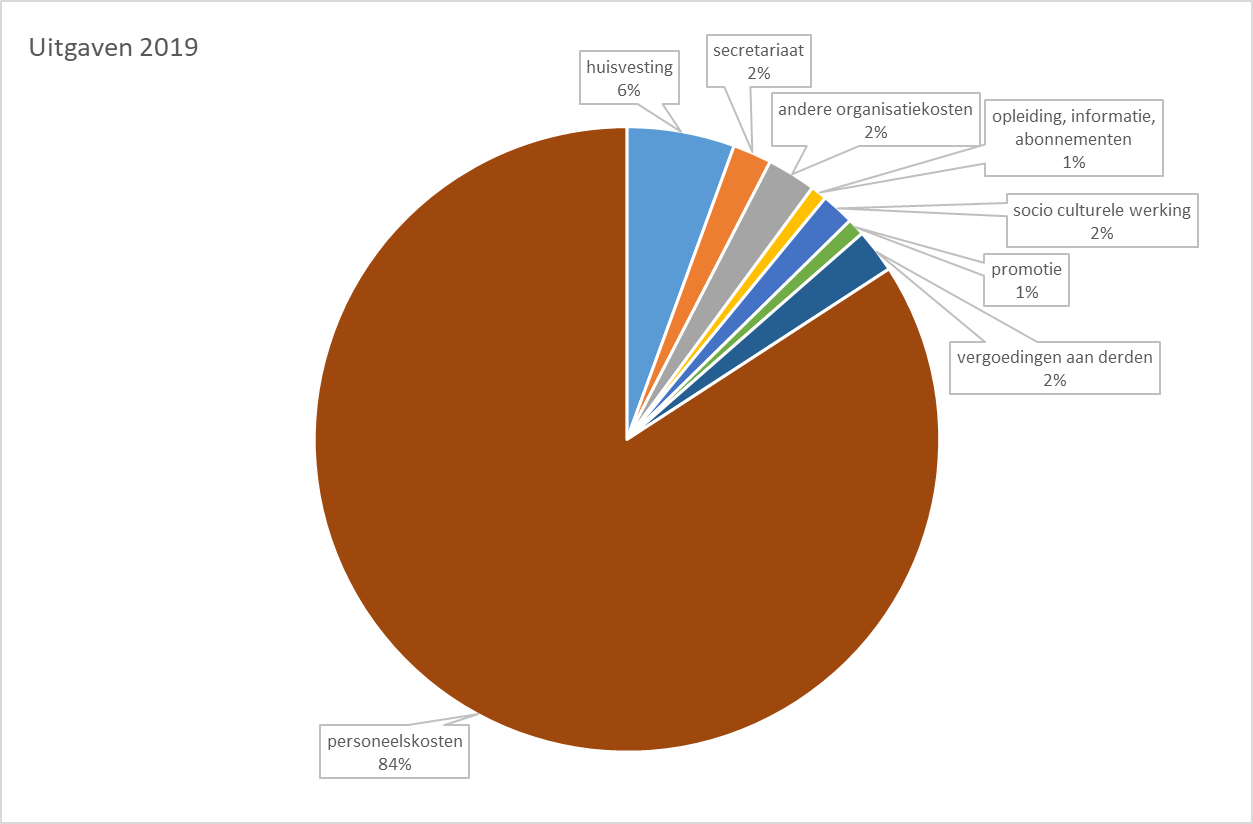 Uitgaven 2019
huisvesting
6%
secretariaat
2%
andere organisatiekosten
2%
opleiding, informatie,
abonnementen
1%
socio culturele werking
2%
promotie
1%
vergoedingen aan derden
2%
personeelskosten
84%